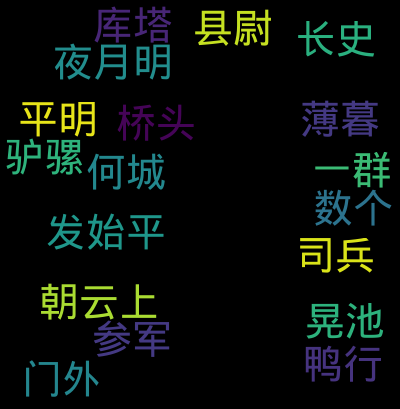 库塔
县尉
长史
夜月明
平明
桥头
薄暮
驴骡
何城
一群
数个
发始平
司兵
朝云上
晃池
参军
鸭行
门外